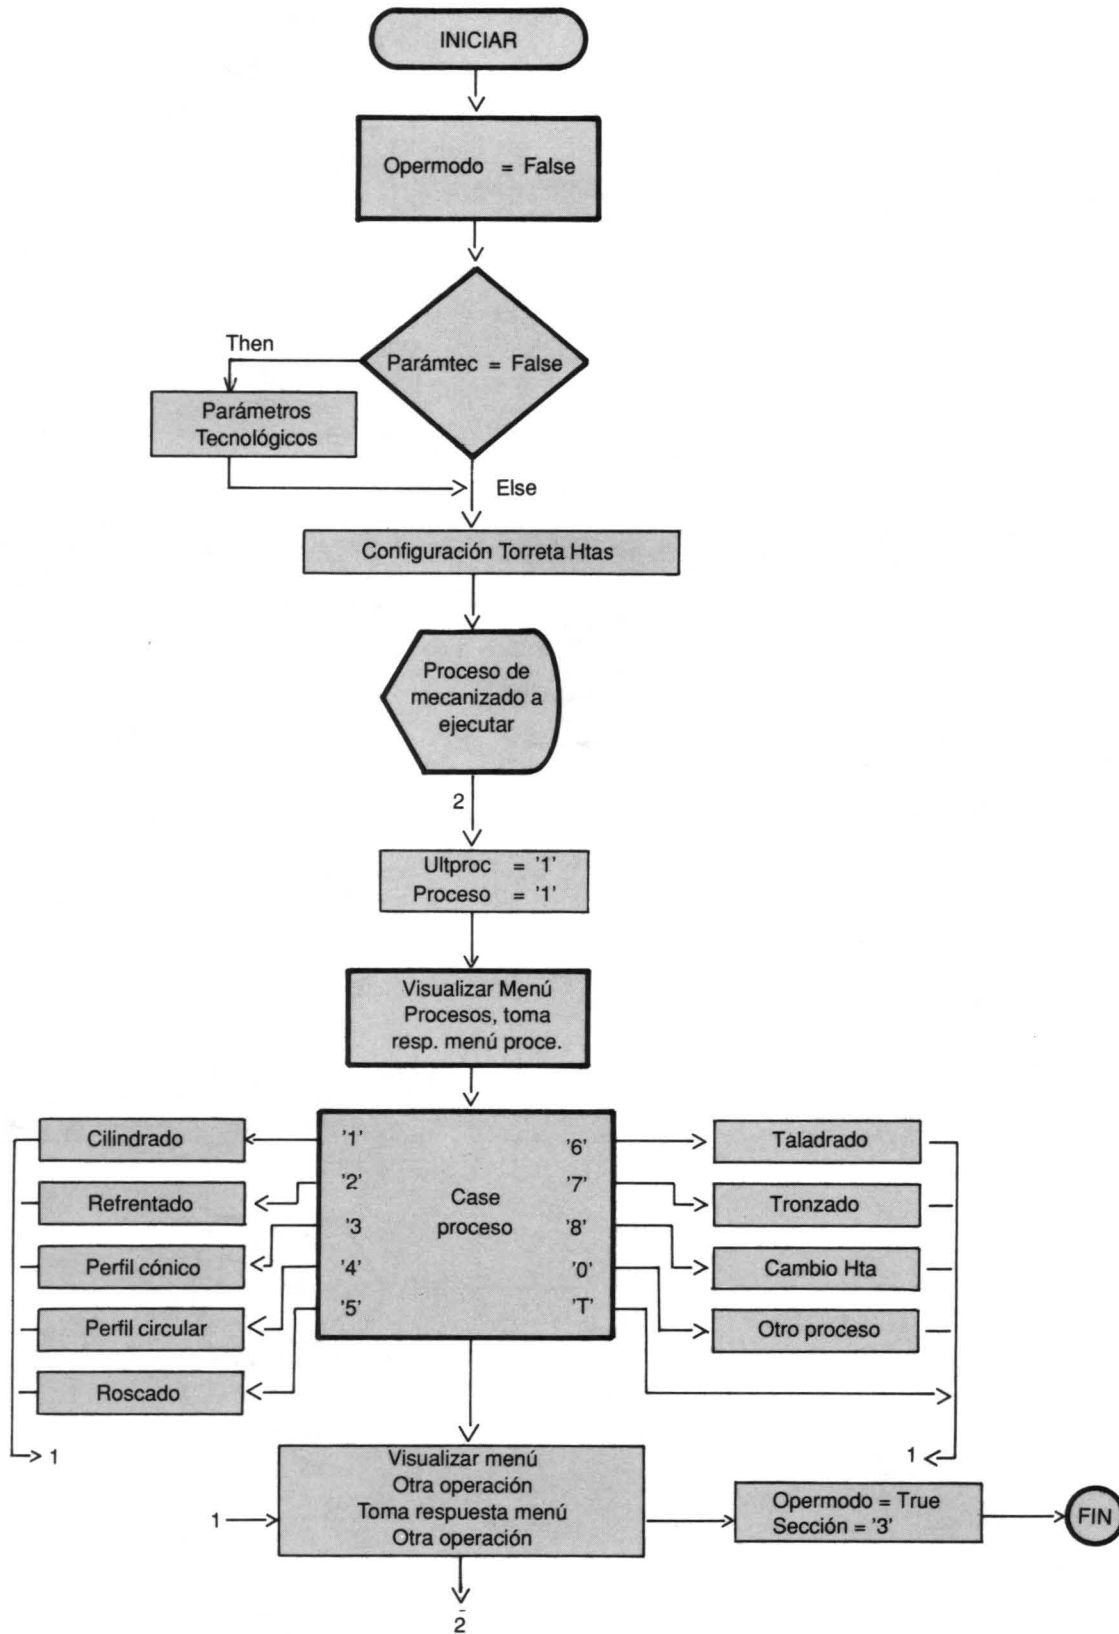 INICIAR
Opermodo = False
Then
Parámtec = False
Parámetros
Tecnológicos
Else
Configuración Torreta Htas
Proceso de
mecanizado a
ejecutar
2
Ultproc = '1'
Proceso = '1'
Visualizar Menú
Procesos, toma
resp. menú proce.
Cilindrado
Refrentado
Perfil cónico
Perfil circular
Roscado
1
'1'
'2'
'3
'4'
'5'
Case
proceso
'6'
'7'
'8'
'0'
'T'
Taladrado
Tronzado
Cambio Hta
Otro proceso
1
1
Visualizar menú
Otra operación
Toma respuesta menú
Otra operación
Opermodo = True
Sección = '3'
FIN
2